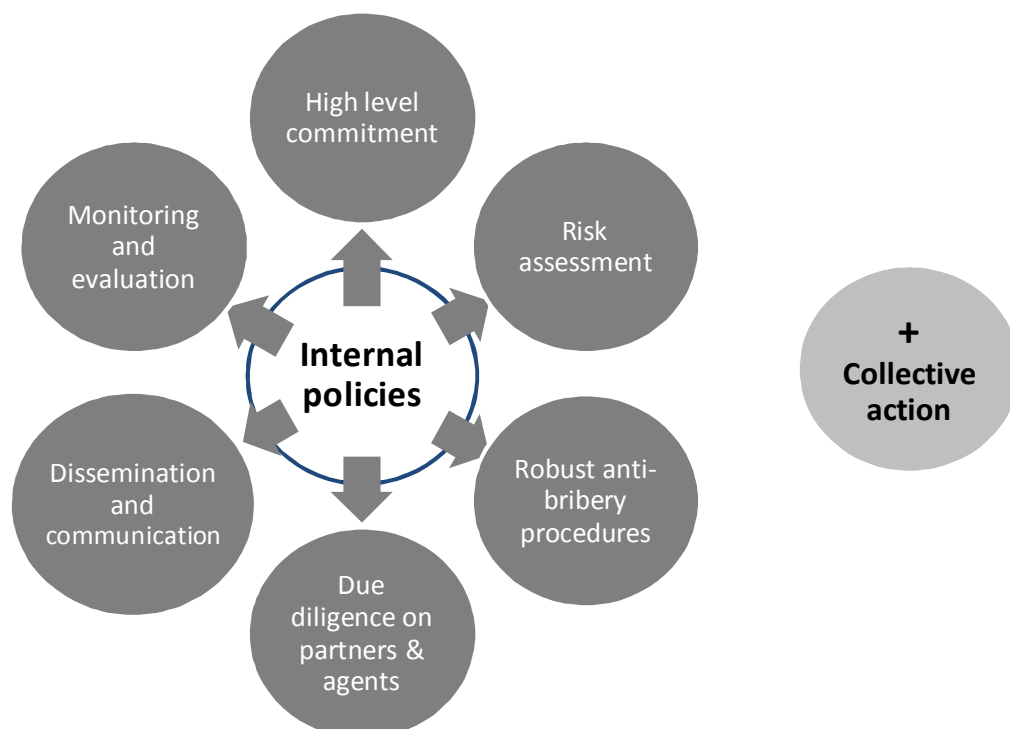 High level
commitment
Monitoring
and
evaluation
Risk
assessment
Internal
policies
+
Collective
action
Dissemination
and
communication
Robust anti-
bribery
procedures
Due
diligence on
partners &
agents